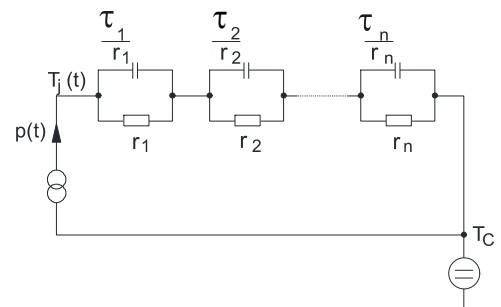 τ1 τ2 τn
r1 r2 rn
Tj (t)
p(t)
r1 r2 rn
TC